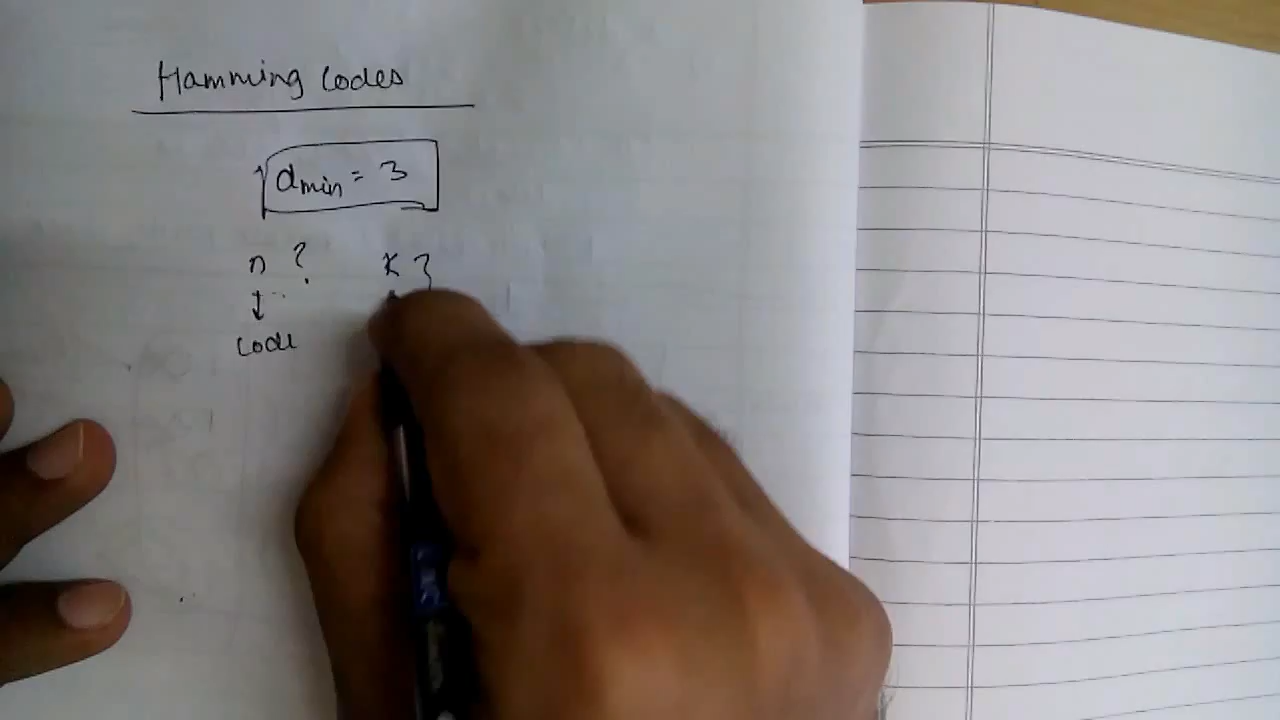 Hamming Codes
dmin = 3
n ? K ?
↓
Code